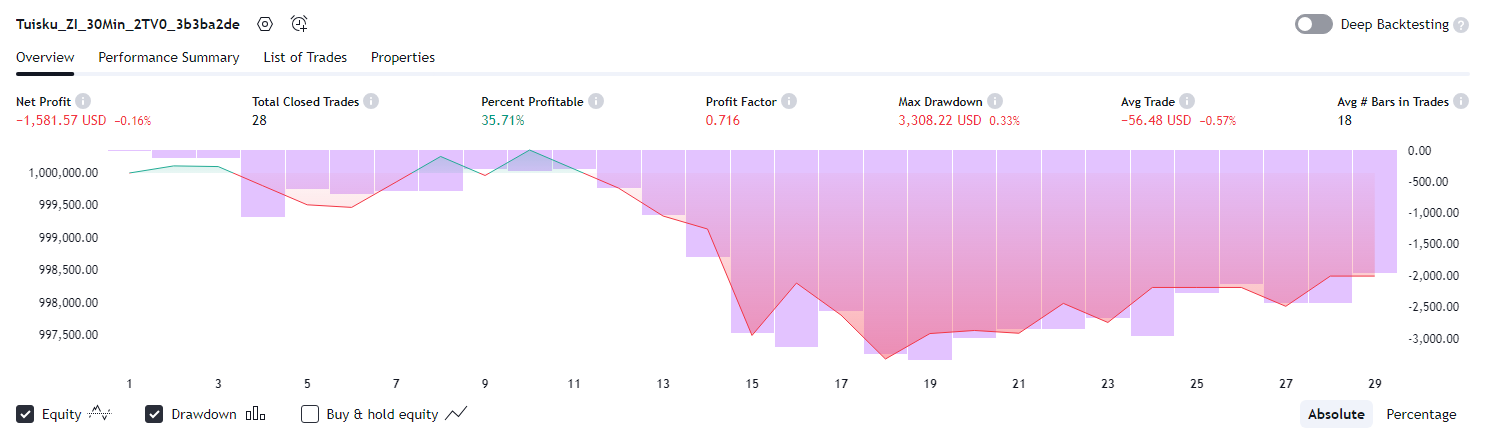 Tuisku_ZI_30Min_2TV0_3b3ba2de Deep Backtesting
Overview Performance Summary List of Trades Properties
Net Profit Total Closed Trades Percent Profitable Profit Factor Max Drawdown Avg Trade Avg # Bars in Trades
−1,581.57 USD −0.16% 28 35.71% 0.716 3,308.22 USD 0.33% −56.48 USD −0.57% 18
0.00
1,000,000.00
-500.00
999,500.00
-1,000.00
999,000.00
-1,500.00
998,500.00
-2,000.00
998,000.00
-2,500.00
997,500.00
-3,000.00
1 3 5 7 9 11 13 15 17 19 21 23 25 27 29
Equity Drawdown Buy & hold equity Absolute Percentage